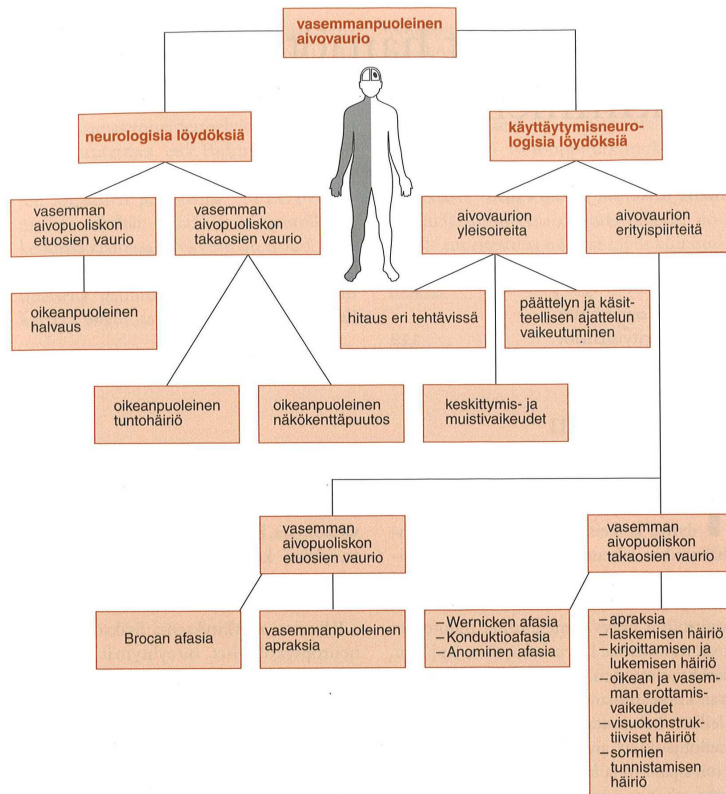 vasemmanpuoleinen
aivovaurio
neurologisia löydöksiä
käyttäytymisneuro-
logisia löydöksiä
vasemman
aivopuoliskon
etuosien vaurio
vasemman
aivopuoliskon
takaosien vaurio
aivovaurion
yleisoireita
aivovaurion
erityispiirteitä
oikeanpuoleinen
halvaus
hitaus eri tehtävissä
päättelyn ja käsit-
teellisen ajattelun
vaikeutuminen
oikeanpuoleinen
tuntohäiriö
oikeanpuoleinen
näkökenttäpuutos
keskittymis- ja
muistivaikeudet
vasemman
aivopuoliskon
etuosien vaurio
vasemman
aivopuoliskon
takaosien vaurio
Brocan afasia
vasemmanpuoleinen
apraksia
– Wernicken afasia
– Konduktioafasia
– Anominen afasia
– apraksia
– laskemisen häiriö
– kirjoittamisen ja
lukemisen häiriö
– oikean ja vasem-
man erottamis-
vaikeudet
– visuokonstruk-
tiiviset häiriöt
– sormien
tunnistamisen
häiriö